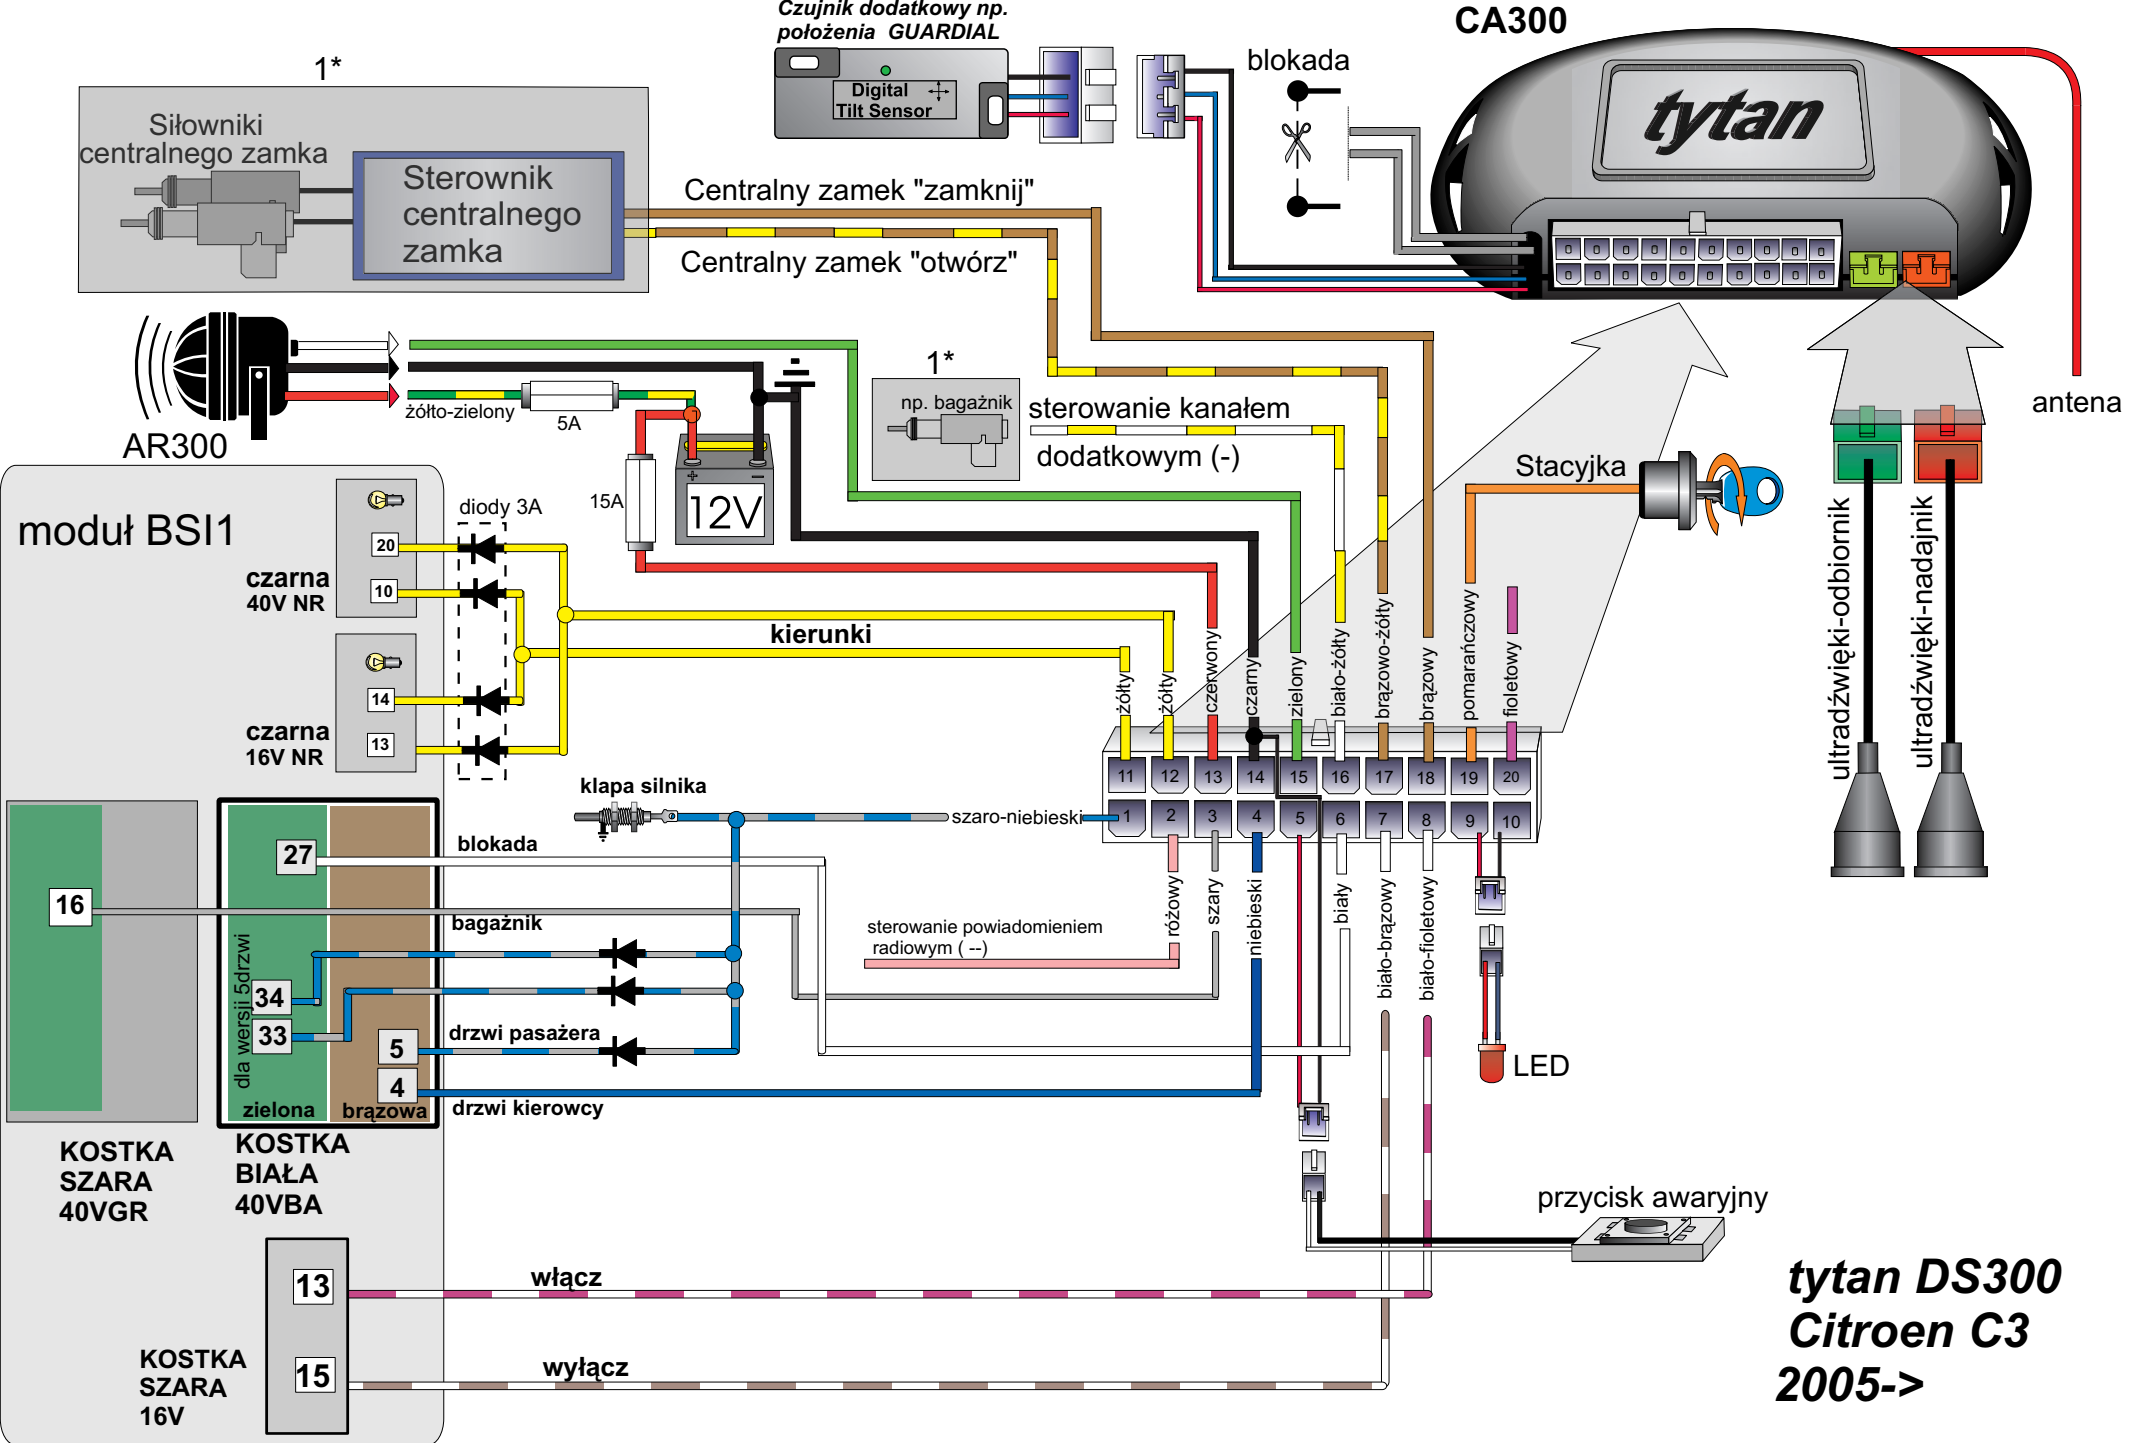 Czujnik dodatkowy np.
położenia GUARDIAL
CA300
1*
blokada
Digital
Tilt Sensor
tytan
Siłowniki
centralnego zamka
Sterownik
centralnego
zamka
Centralny zamek "zamknij"
Centralny zamek "otwórz"
antena
AR300
żółto-zielony
5A
15A
+
−
12V
1*
np. bagażnik
sterowanie kanałem
dodatkowym (-)
Stacyjka
ultradźwięki-odbiornik
ultradźwięki-nadajnik
moduł BSI1
diody 3A
20
10
czarna
40V NR
14
13
czarna
16V NR
kierunki
żółty
żółty
czerwony
czarny
zielony
biało-żółty
brązowo-żółty
brązowy
pomarańczowy
fioletowy
11
12
13
14
15
16
17
18
19
20
1
2
3
4
5
6
7
8
9
10
klapa silnika
szaro-niebieski
blokada
27
16
bagażnik
sterowanie powiadomieniem
radiowym ( --)
różowy
szary
niebieski
biały
biało-brązowy
biało-fioletowy
dla wersji 5drzwi
34
33
5
4
drzwi pasażera
drzwi kierowcy
zielona
brązowa
LED
KOSTKA
SZARA
40VGR
KOSTKA
BIAŁA
40VBA
przycisk awaryjny
13
włącz
15
wyłącz
KOSTKA
SZARA
16V
tytan DS300
Citroen C3
2005->